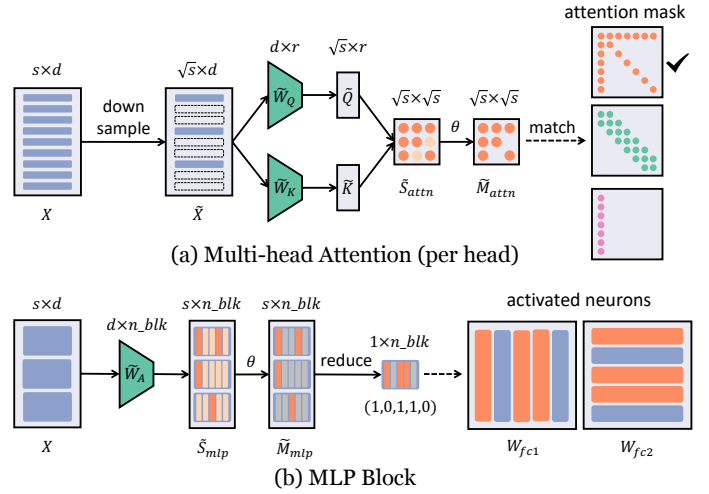 attention mask
s×d
√s×d
d×r
√s×r
down
sample
W̃_Q
Q̃
√s×√s
√s×√s
θ
match
W̃_K
K̃
S̃_attn
M̃_attn
X
X̃
(a) Multi-head Attention (per head)
s×d
d×n_blk
s×n_blk
s×n_blk
activated neurons
1×n_blk
W̃_A
θ
reduce
(1,0,1,1,0)
X
S̃_mlp
M̃_mlp
W_fc1
W_fc2
(b) MLP Block